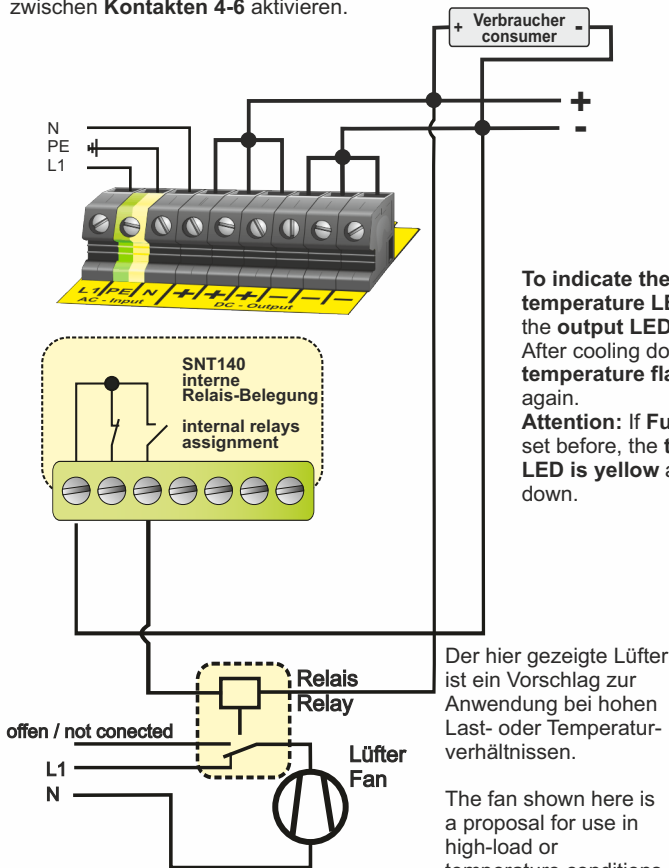 zwischen Kontakten 4-6 aktivieren.
+ Verbraucher -
consumer
+
-
N
PE
L1
L1 PE N + + + - - -
AC - Input DC - Output
To indicate the
temperature LE
the output LED
After cooling do
temperature fla
again.
Attention: If Fu
set before, the t
LED is yellow a
down.
SNT140
interne
Relais-Belegung
internal relays
assignment
Relais
Relay
offen / not conected
L1
N
Lüfter
Fan
Der hier gezeigte Lüfter
ist ein Vorschlag zur
Anwendung bei hohen
Last- oder Temperatur-
verhältnissen.
The fan shown here is
a proposal for use in
high-load or
temperature conditions